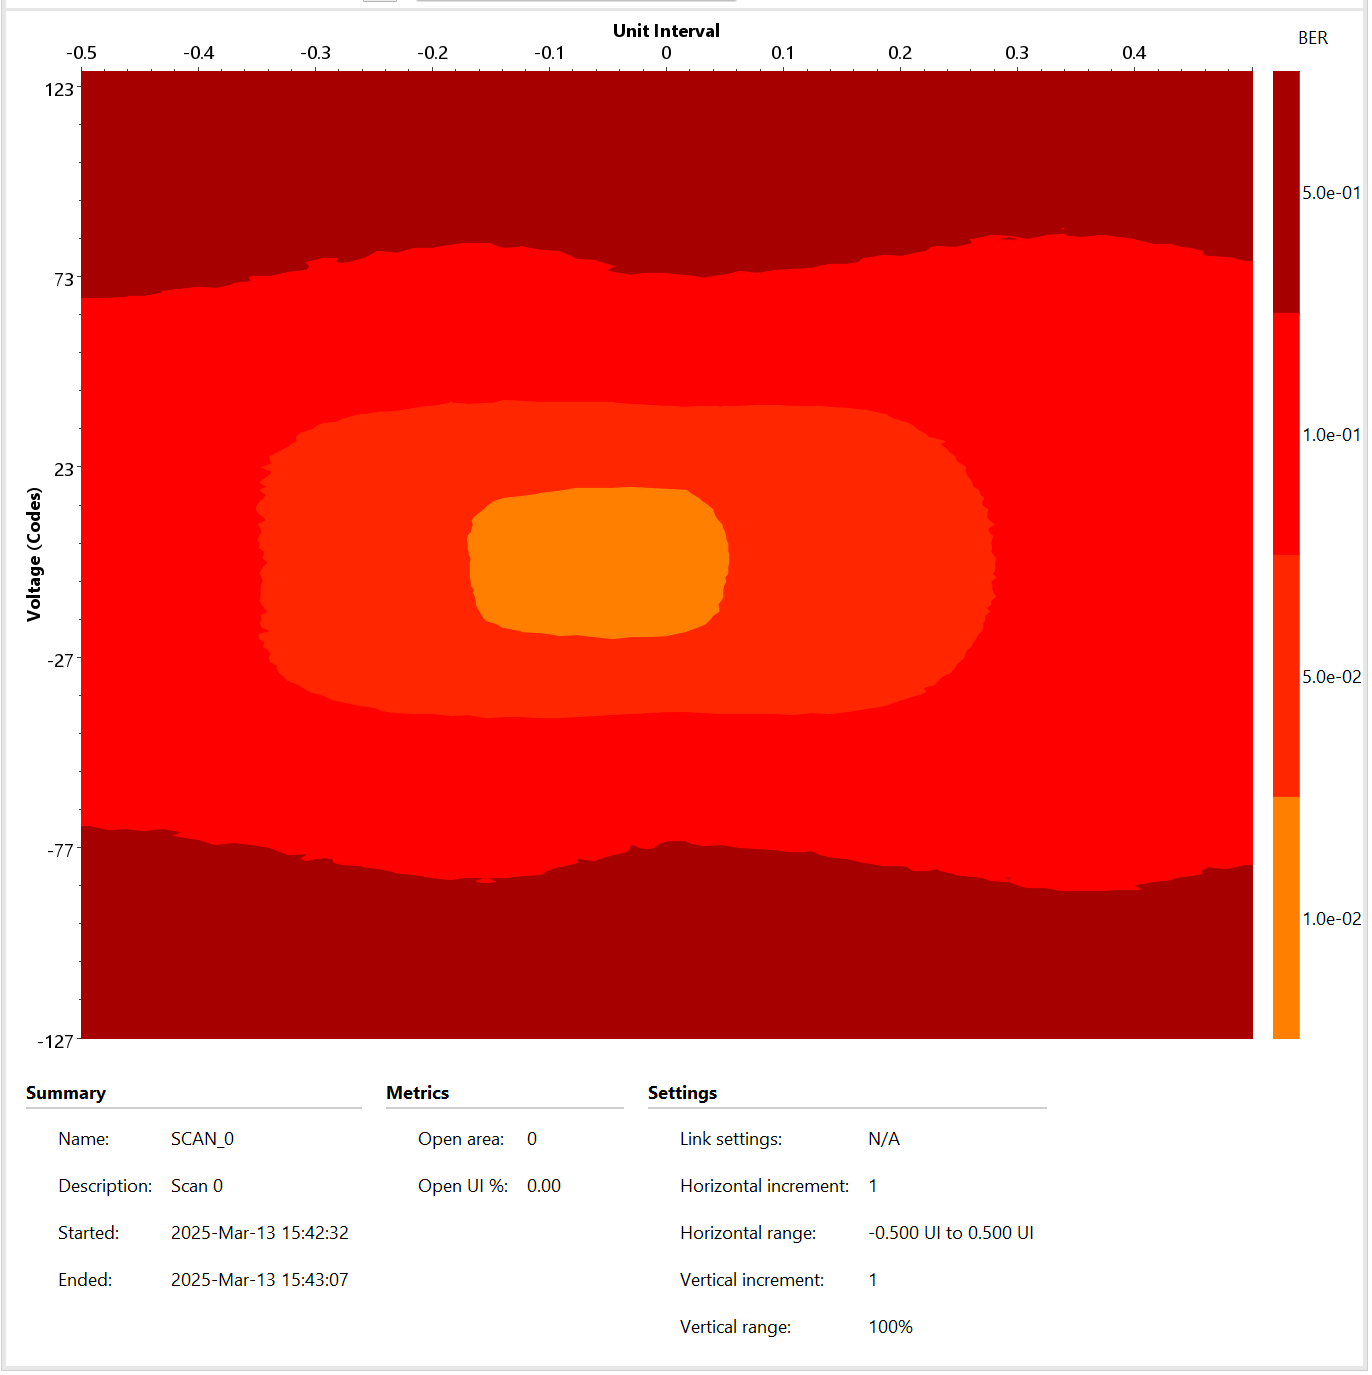 Unit Interval
BER
-0.5 -0.4 -0.3 -0.2 -0.1 0 0.1 0.2 0.3 0.4
123
73
23
-27
-77
-127
Voltage (Codes)
5.0e-01
1.0e-01
5.0e-02
1.0e-02
Summary
Name: SCAN_0
Description: Scan 0
Started: 2025-Mar-13 15:42:32
Ended: 2025-Mar-13 15:43:07
Metrics
Open area: 0
Open UI %: 0.00
Settings
Link settings: N/A
Horizontal increment: 1
Horizontal range: -0.500 UI to 0.500 UI
Vertical increment: 1
Vertical range: 100%